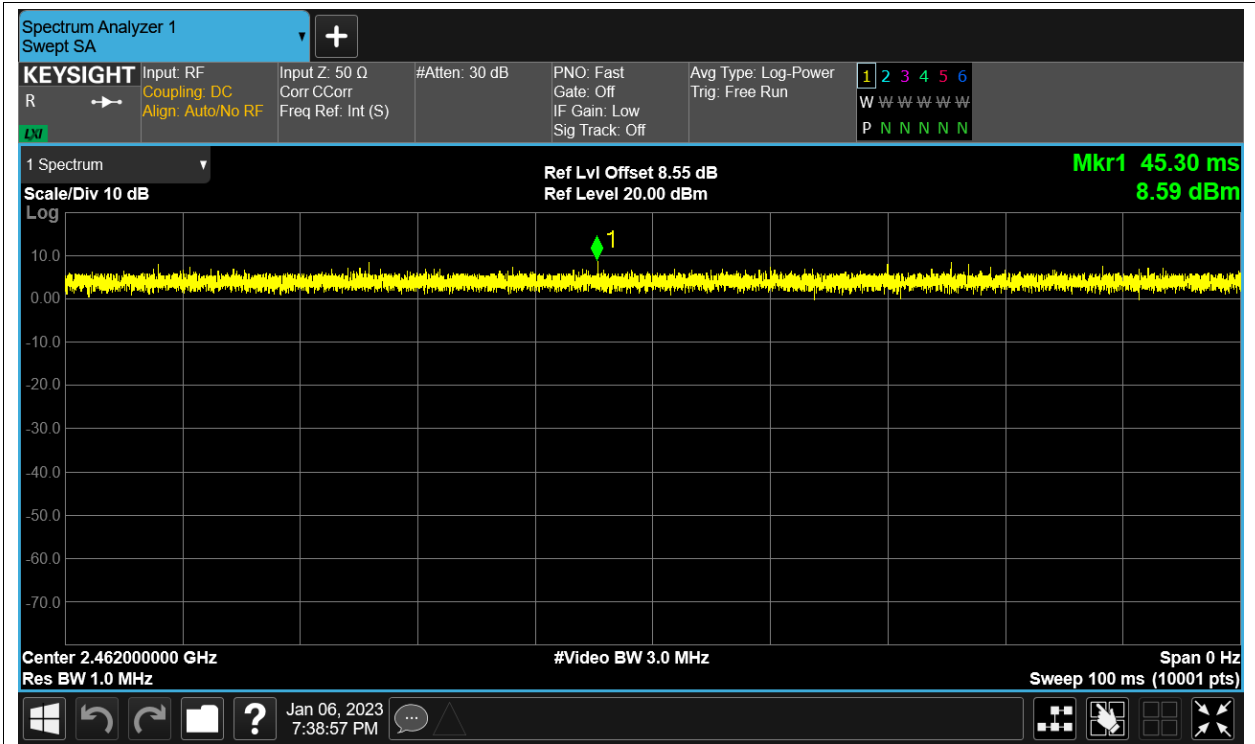 Spectrum Analyzer 1
Swept SA
KEYSIGHT
R
LXI
Input: RF
Coupling: DC
Align: Auto/No RF
Input Z: 50 Ω
Corr CCorr
Freq Ref: Int (S)
#Atten: 30 dB
PNO: Fast
Gate: Off
IF Gain: Low
Sig Track: Off
Avg Type: Log-Power
Trig: Free Run
1 2 3 4 5 6
W W W W W W
P N N N N N
1 Spectrum
Scale/Div 10 dB
Log
Ref Lvl Offset 8.55 dB
Ref Level 20.00 dBm
Mkr1 45.30 ms
8.59 dBm
1
10.0
0.00
-10.0
-20.0
-30.0
-40.0
-50.0
-60.0
-70.0
Center 2.462000000 GHz
Res BW 1.0 MHz
#Video BW 3.0 MHz
Span 0 Hz
Sweep 100 ms (10001 pts)
?
Jan 06, 2023
7:38:57 PM